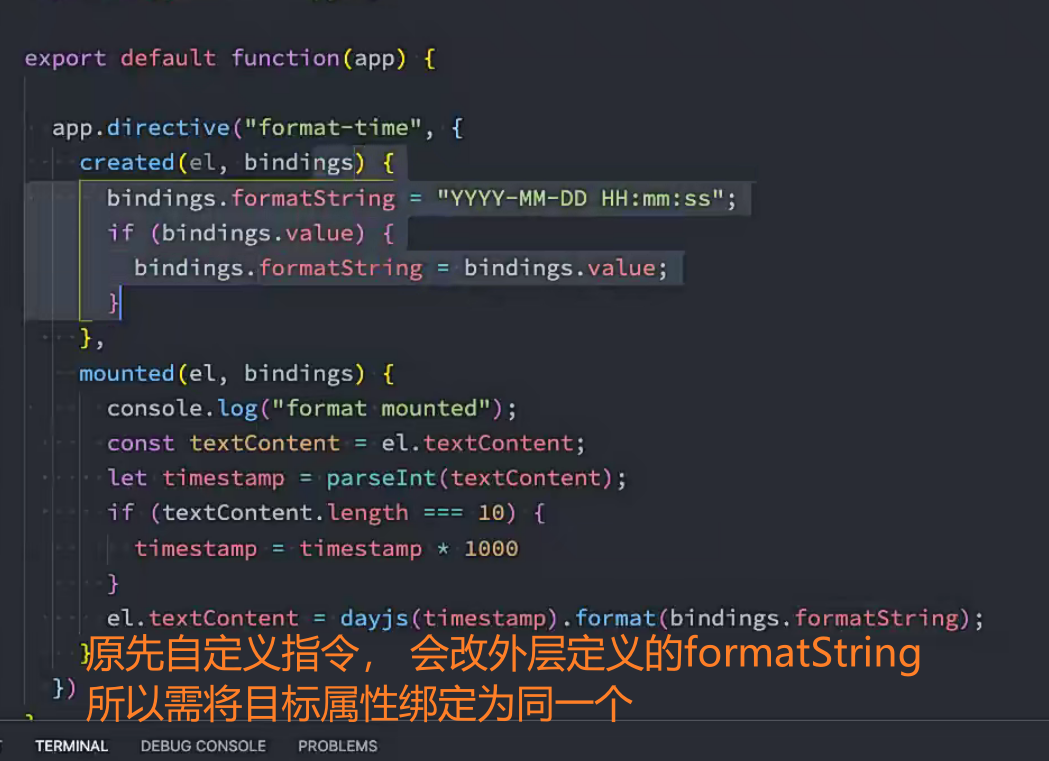 export default function(app) {
app.directive("format-time", {
created(el, bindings) {
bindings.formatString = "YYYY-MM-DD HH:mm:ss";
if (bindings.value) {
bindings.formatString = bindings.value;
}
},
mounted(el, bindings) {
console.log("format mounted");
const textContent = el.textContent;
let timestamp = parseInt(textContent);
if (textContent.length === 10) {
timestamp = timestamp * 1000
}
el.textContent = dayjs(timestamp).format(bindings.formatString);
}
原先自定义指令， 会改外层定义的formatString
})
所以需将目标属性绑定为同一个
TERMINAL DEBUG CONSOLE PROBLEMS